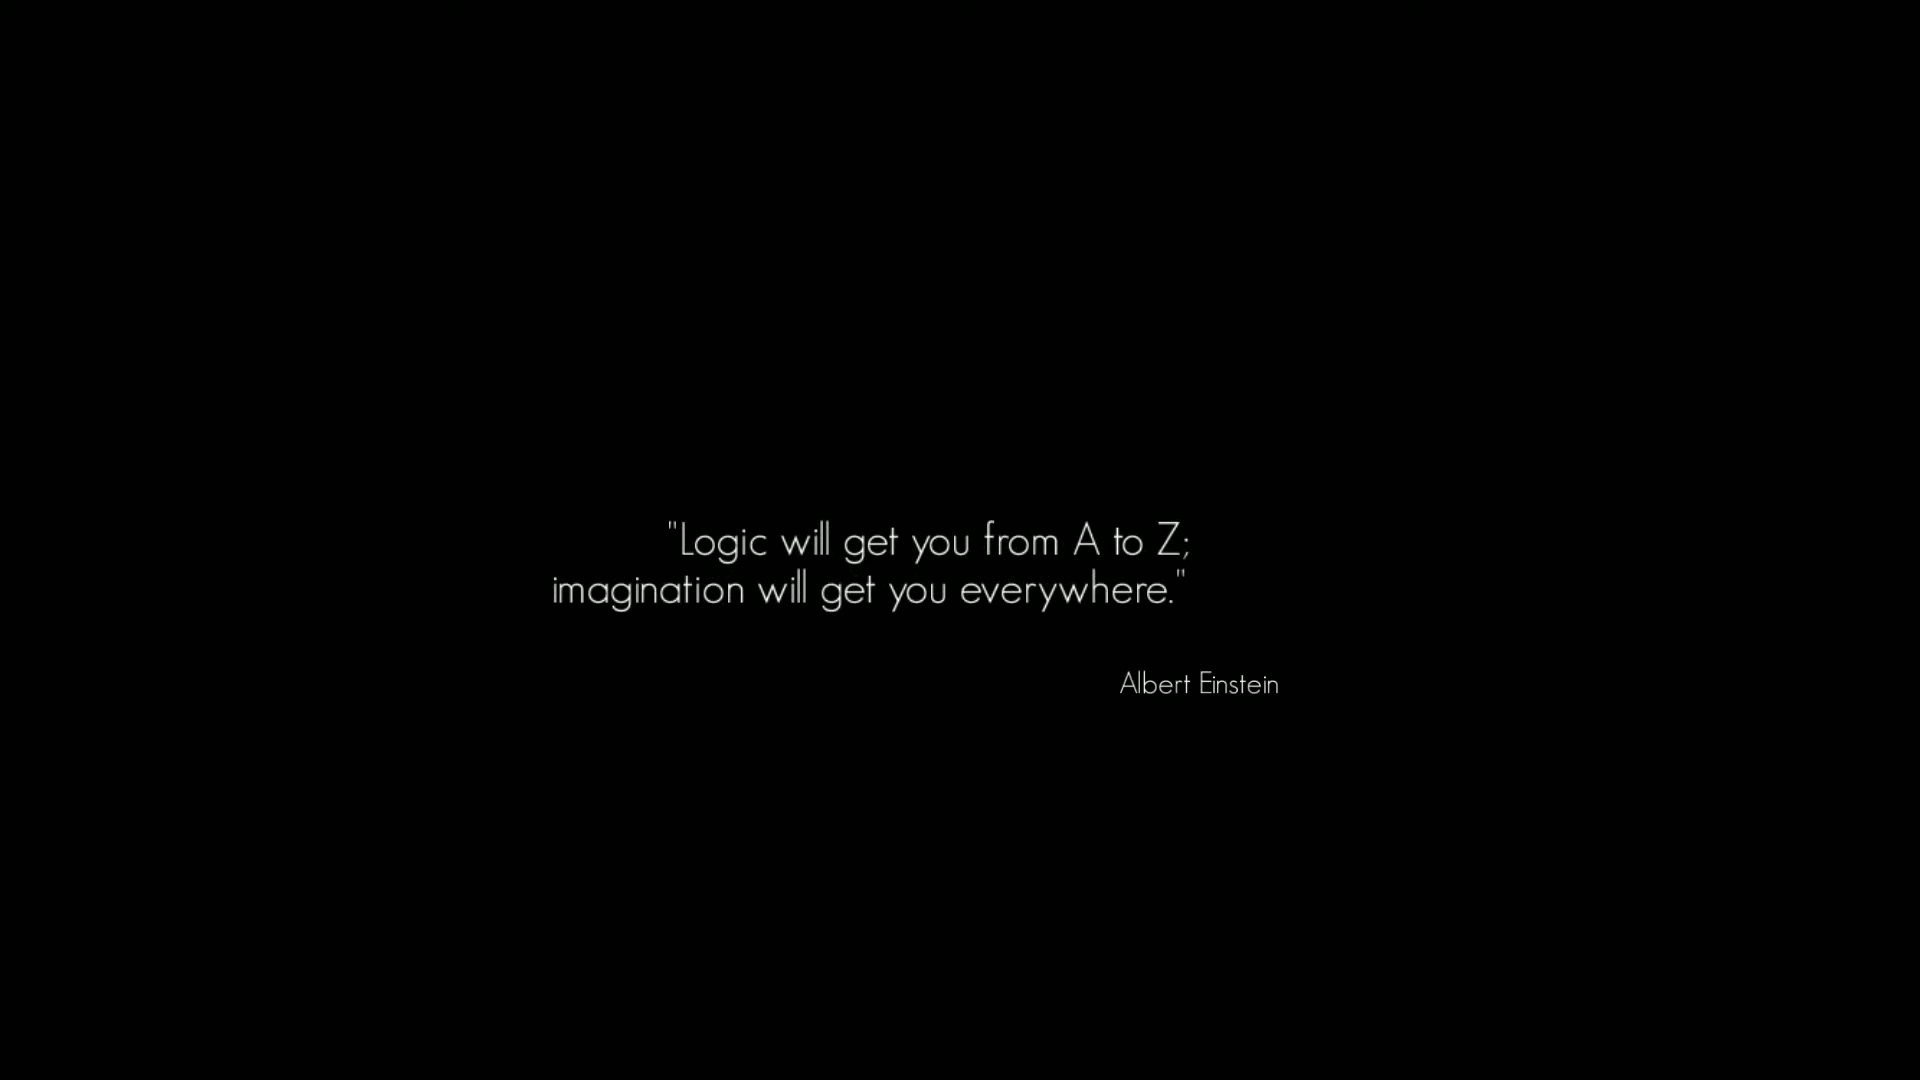 "Logic will get you from A to Z;
imagination will get you everywhere."
Albert Einstein